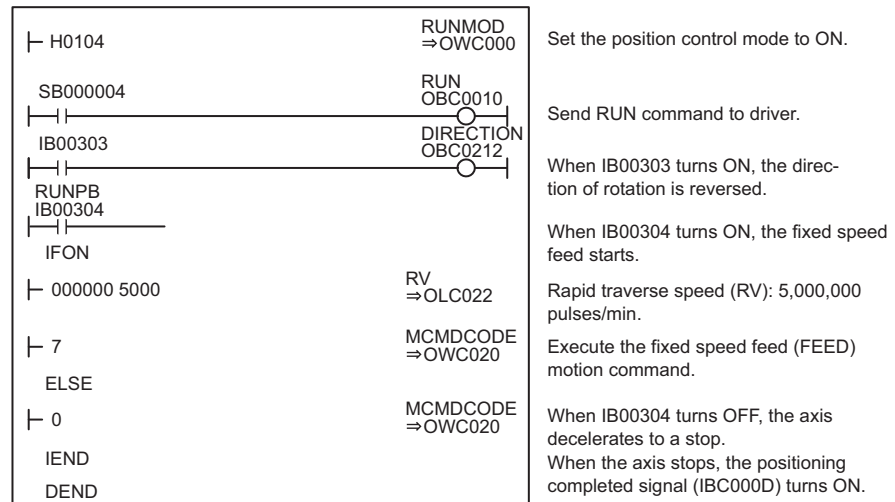 H0104 RUNMOD
⇒OWC000 Set the position control mode to ON.
SB000004 RUN
OBC0010 Send RUN command to driver.
IB00303 DIRECTION
OBC0212 When IB00303 turns ON, the direc-
tion of rotation is reversed.
RUNPB
IB00304 When IB00304 turns ON, the fixed speed
feed starts.
IFON
000000 5000 RV
⇒OLC022 Rapid traverse speed (RV): 5,000,000
pulses/min.
7 MCMDCODE
⇒OWC020 Execute the fixed speed feed (FEED)
motion command.
ELSE
0 MCMDCODE
⇒OWC020 When IB00304 turns OFF, the axis
decelerates to a stop.
IEND When the axis stops, the positioning
DEND completed signal (IBC000D) turns ON.